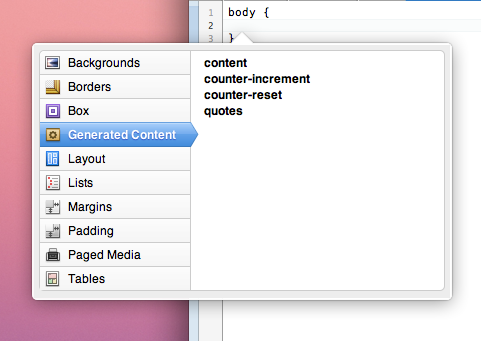 1 body {
2
3 }
Backgrounds
Borders
Box
Generated Content
Layout
Lists
Margins
Padding
Paged Media
Tables
content
counter-increment
counter-reset
quotes